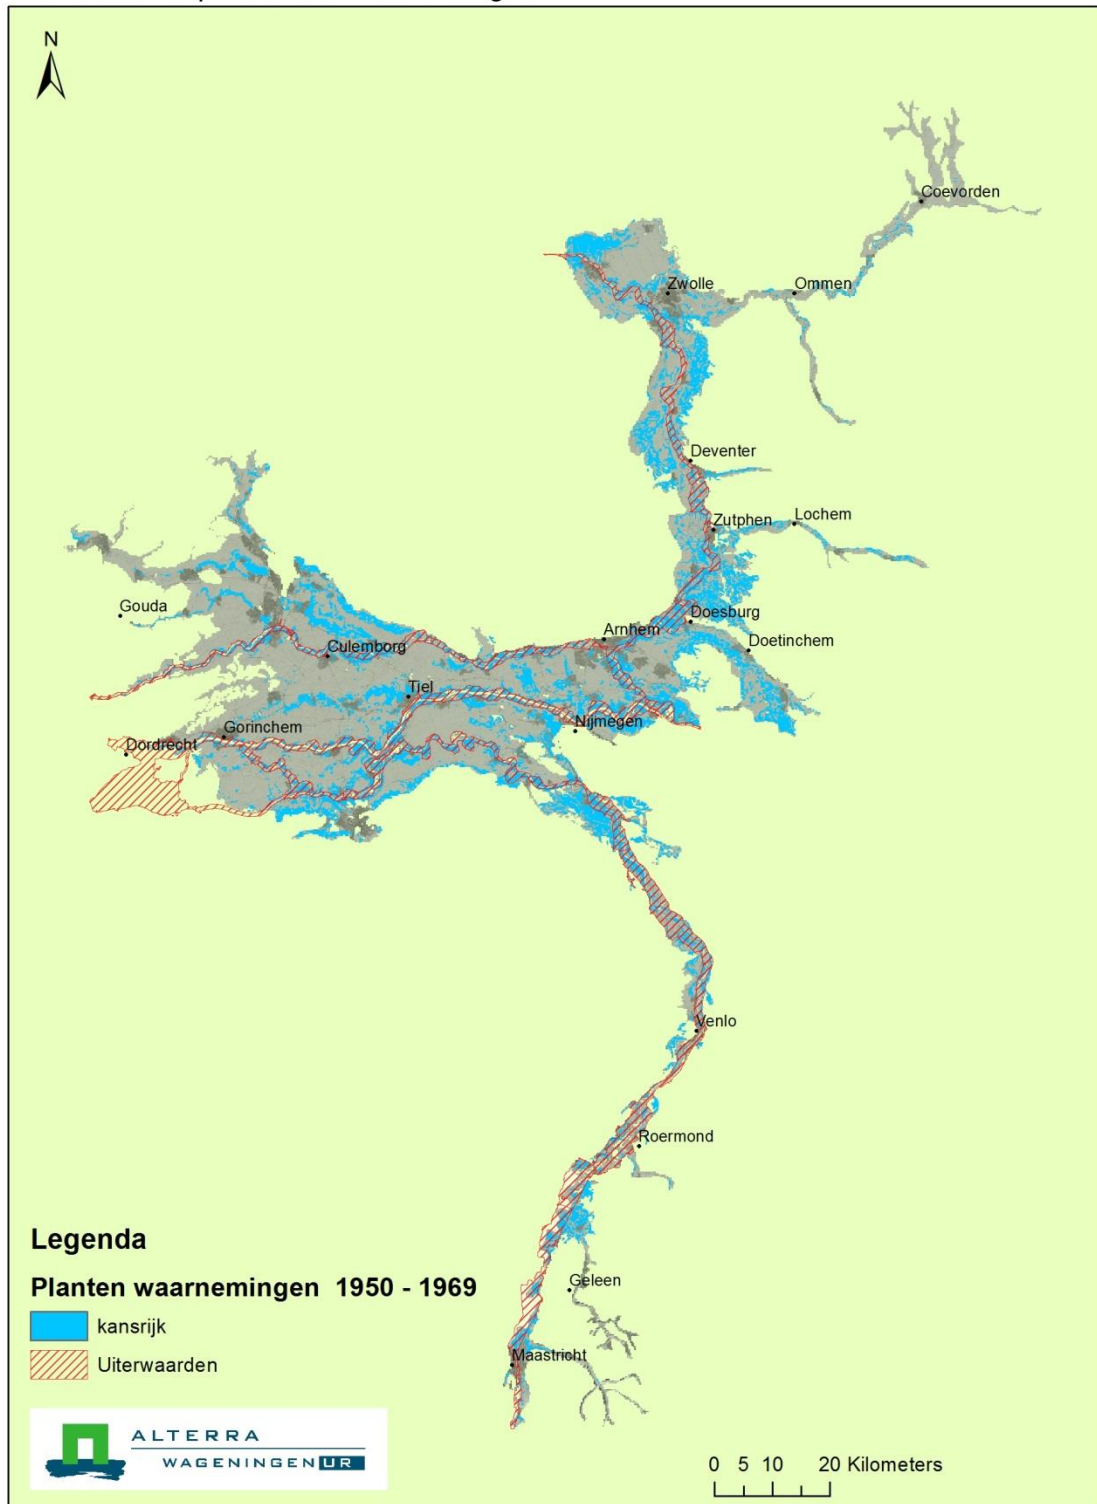 N
Coevorden
Zwolle
Ommen
Deventer
Zutphen
Lochem
Gouda
Doesburg
Arnhem
Doetinchem
Culemborg
Tiel
Gorinchem
Nijmegen
Dordrecht
Venlo
Roermond
Geleen
Maastricht
Legenda
Planten waarnemingen 1950 - 1969
kansrijk
Uiterwaarden
ALTERRA
WAGENINGEN UR
0 5 10 20 Kilometers